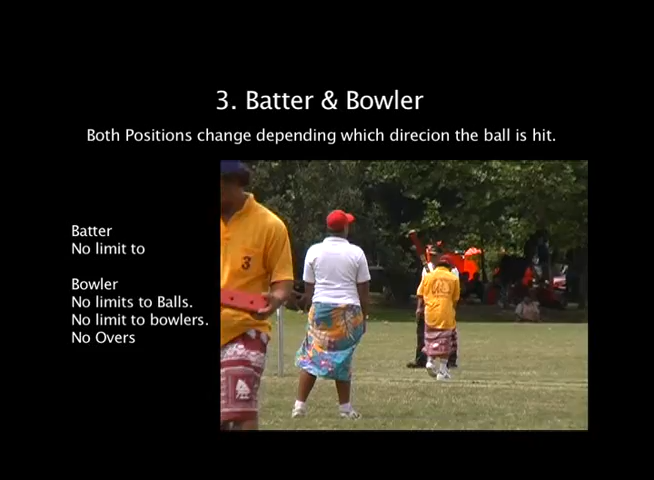 3. Batter & Bowler
Both Positions change depending which direcion the ball is hit.
Batter
No limit to
Bowler
No limits to Balls.
No limit to bowlers.
No Overs
3